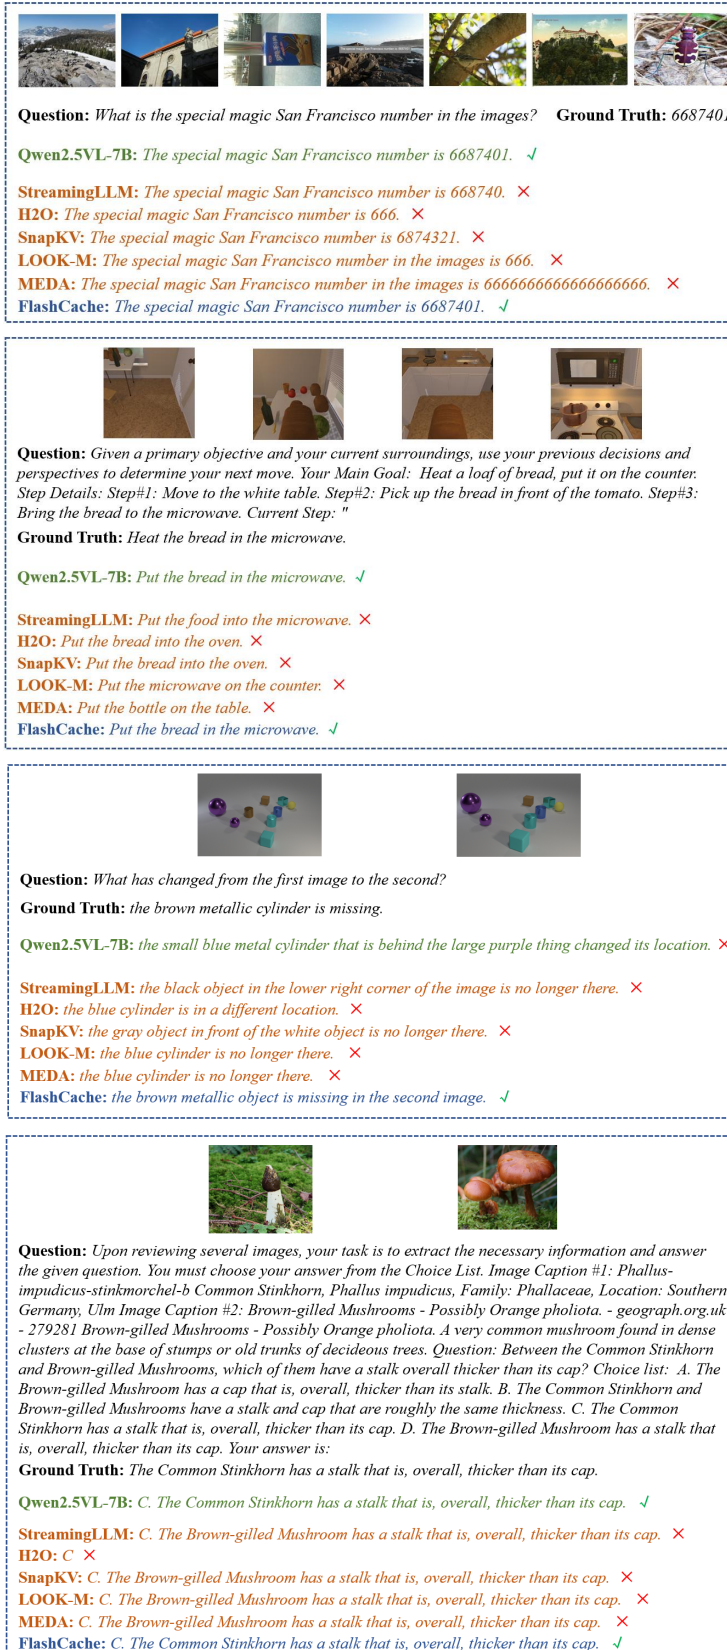 The special magic San Francisco number is 6687401
Question: What is the special magic San Francisco number in the images? Ground Truth: 6687401
Qwen2.5VL-7B: The special magic San Francisco number is 6687401. √
StreamingLLM: The special magic San Francisco number is 668740. ×
H2O: The special magic San Francisco number is 666. ×
SnapKV: The special magic San Francisco number is 6874321. ×
LOOK-M: The special magic San Francisco number in the images is 666. ×
MEDA: The special magic San Francisco number in the images is 6666666666666666666. ×
FlashCache: The special magic San Francisco number is 6687401. √
Question: Given a primary objective and your current surroundings, use your previous decisions and
perspectives to determine your next move. Your Main Goal: Heat a loaf of bread, put it on the counter.
Step Details: Step#1: Move to the white table. Step#2: Pick up the bread in front of the tomato. Step#3:
Bring the bread to the microwave. Current Step: "
Ground Truth: Heat the bread in the microwave.
Qwen2.5VL-7B: Put the bread in the microwave. √
StreamingLLM: Put the food into the microwave. ×
H2O: Put the bread into the oven. ×
SnapKV: Put the bread into the oven. ×
LOOK-M: Put the microwave on the counter. ×
MEDA: Put the bottle on the table. ×
FlashCache: Put the bread in the microwave. √
Question: What has changed from the first image to the second?
Ground Truth: the brown metallic cylinder is missing.
Qwen2.5VL-7B: the small blue metal cylinder that is behind the large purple thing changed its location. ×
StreamingLLM: the black object in the lower right corner of the image is no longer there. ×
H2O: the blue cylinder is in a different location. ×
SnapKV: the gray object in front of the white object is no longer there. ×
LOOK-M: the blue cylinder is no longer there. ×
MEDA: the blue cylinder is no longer there. ×
FlashCache: the brown metallic object is missing in the second image. √
Question: Upon reviewing several images, your task is to extract the necessary information and answer
the given question. You must choose your answer from the Choice List. Image Caption #1: Phallus-
impudicus-stinkmorchel-b Common Stinkhorn, Phallus impudicus, Family: Phallaceae, Location: Southern
Germany, Ulm Image Caption #2: Brown-gilled Mushrooms - Possibly Orange pholiota. - geograph.org.uk
- 279281 Brown-gilled Mushrooms - Possibly Orange pholiota. A very common mushroom found in dense
clusters at the base of stumps or old trunks of decideous trees. Question: Between the Common Stinkhorn
and Brown-gilled Mushrooms, which of them have a stalk overall thicker than its cap? Choice list: A. The
Brown-gilled Mushroom has a cap that is, overall, thicker than its stalk. B. The Common Stinkhorn and
Brown-gilled Mushrooms have a stalk and cap that are roughly the same thickness. C. The Common
Stinkhorn has a stalk that is, overall, thicker than its cap. D. The Brown-gilled Mushroom has a stalk that
is, overall, thicker than its cap. Your answer is:
Ground Truth: The Common Stinkhorn has a stalk that is, overall, thicker than its cap.
Qwen2.5VL-7B: C. The Common Stinkhorn has a stalk that is, overall, thicker than its cap. √
StreamingLLM: C. The Brown-gilled Mushroom has a stalk that is, overall, thicker than its cap. ×
H2O: C ×
SnapKV: C. The Brown-gilled Mushroom has a stalk that is, overall, thicker than its cap. ×
LOOK-M: C. The Brown-gilled Mushroom has a stalk that is, overall, thicker than its cap. ×
MEDA: C. The Brown-gilled Mushroom has a stalk that is, overall, thicker than its cap. ×
FlashCache: C. The Common Stinkhorn has a stalk that is, overall, thicker than its cap. √